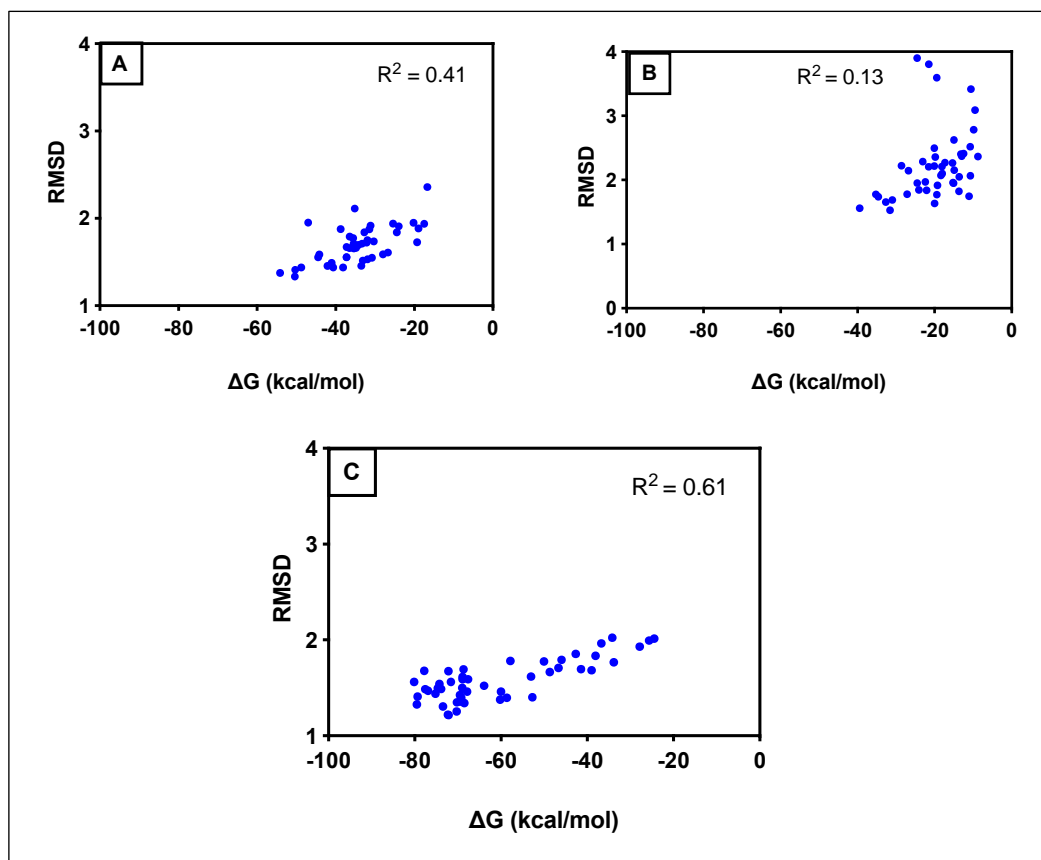 A
R² = 0.41
RMSD
4
3
2
1
-100 -80 -60 -40 -20 0
ΔG (kcal/mol)
B
R² = 0.13
RMSD
4
3
2
1
0
-100 -80 -60 -40 -20 0
ΔG (kcal/mol)
C
R² = 0.61
RMSD
4
3
2
1
-100 -80 -60 -40 -20 0
ΔG (kcal/mol)